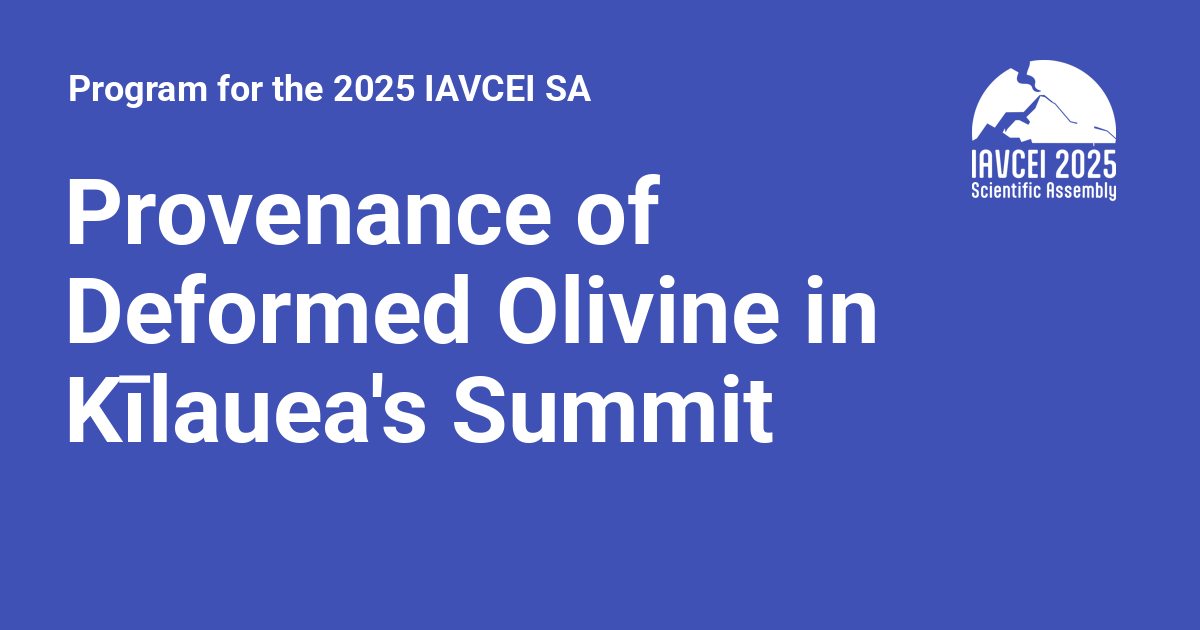 Program for the 2025 IAVCEI SA
IAVCEI 2025
Scientific Assembly
Provenance of
Deformed Olivine in
Kīlauea's Summit